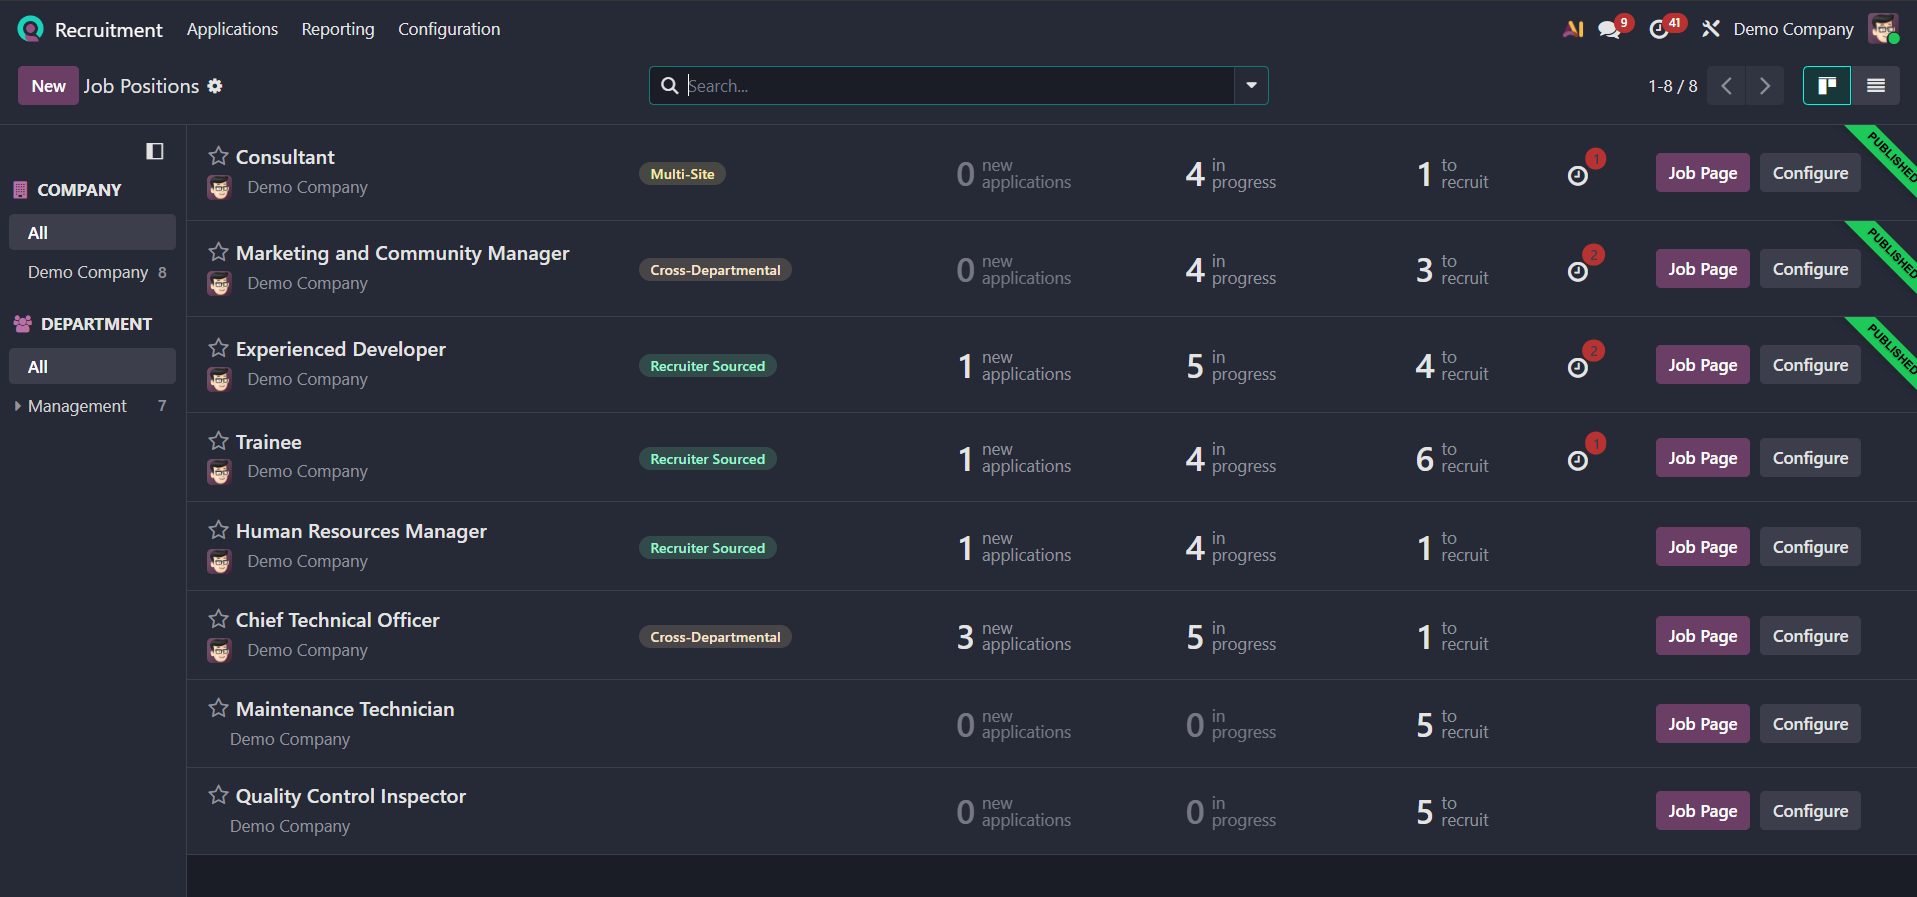 Recruitment Applications Reporting Configuration AI 9 41 Demo Company
New Job Positions Search... 1-8 / 8
COMPANY
All
Demo Company 8
DEPARTMENT
All
Management 7
Consultant
Demo Company
Multi-Site
0 new applications
4 in progress
1 to recruit
1
Job Page Configure
PUBLISHED
Marketing and Community Manager
Demo Company
Cross-Departmental
0 new applications
4 in progress
3 to recruit
2
Job Page Configure
PUBLISHED
Experienced Developer
Demo Company
Recruiter Sourced
1 new applications
5 in progress
4 to recruit
2
Job Page Configure
PUBLISHED
Trainee
Demo Company
Recruiter Sourced
1 new applications
4 in progress
6 to recruit
1
Job Page Configure
Human Resources Manager
Demo Company
Recruiter Sourced
1 new applications
4 in progress
1 to recruit
Job Page Configure
Chief Technical Officer
Demo Company
Cross-Departmental
3 new applications
5 in progress
1 to recruit
Job Page Configure
Maintenance Technician
Demo Company
0 new applications
0 in progress
5 to recruit
Job Page Configure
Quality Control Inspector
Demo Company
0 new applications
0 in progress
5 to recruit
Job Page Configure